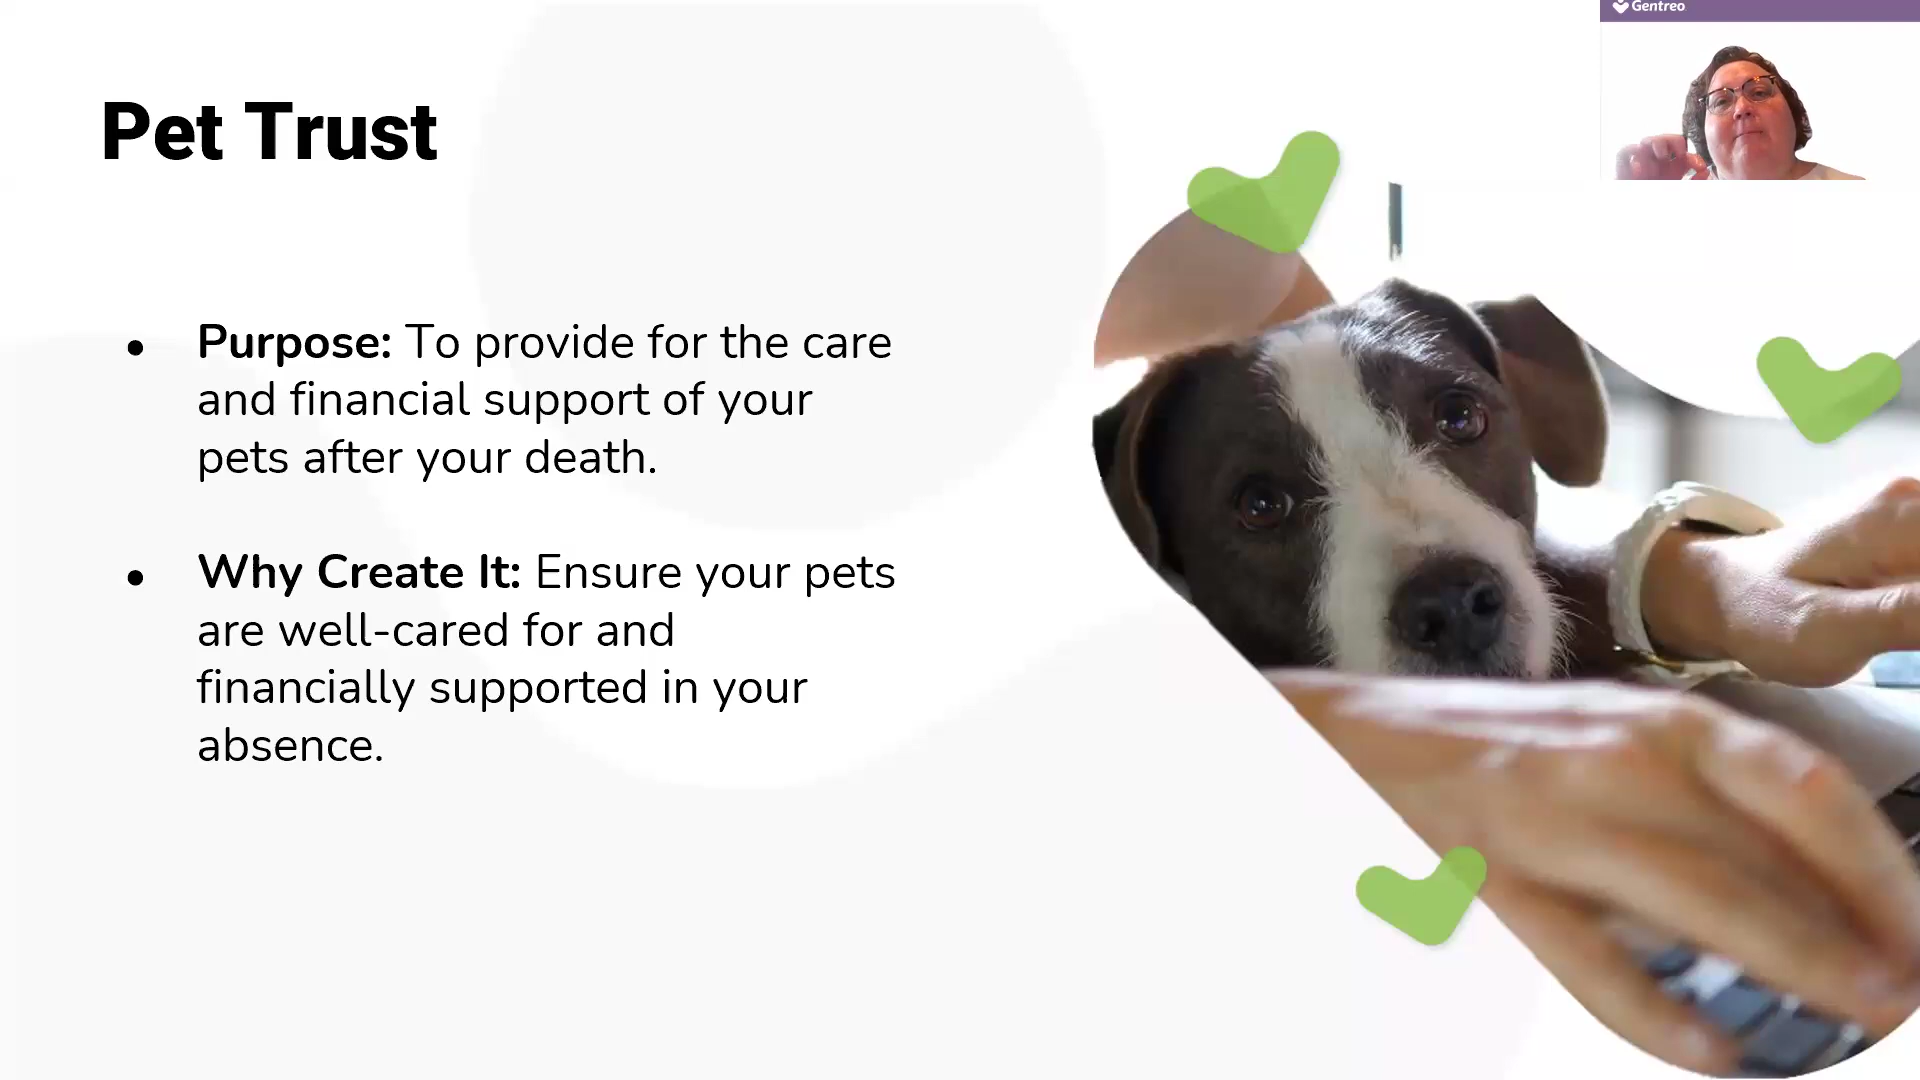 Gentreo
Pet Trust
● Purpose: To provide for the care
and financial support of your
pets after your death.
● Why Create It: Ensure your pets
are well-cared for and
financially supported in your
absence.